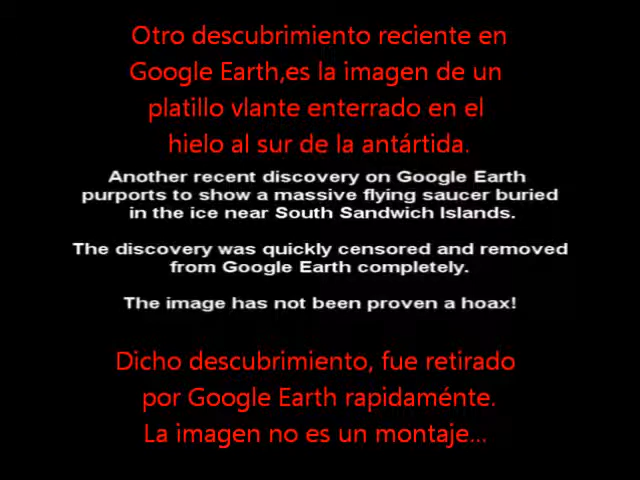 Otro descubrimiento reciente en
Google Earth,es la imagen de un
platillo vlante enterrado en el
hielo al sur de la antártida.
Another recent discovery on Google Earth
purports to show a massive flying saucer buried
in the ice near South Sandwich Islands.
The discovery was quickly censored and removed
from Google Earth completely.
The image has not been proven a hoax!
Dicho descubrimiento, fue retirado
por Google Earth rapidaménte.
La imagen no es un montaje...